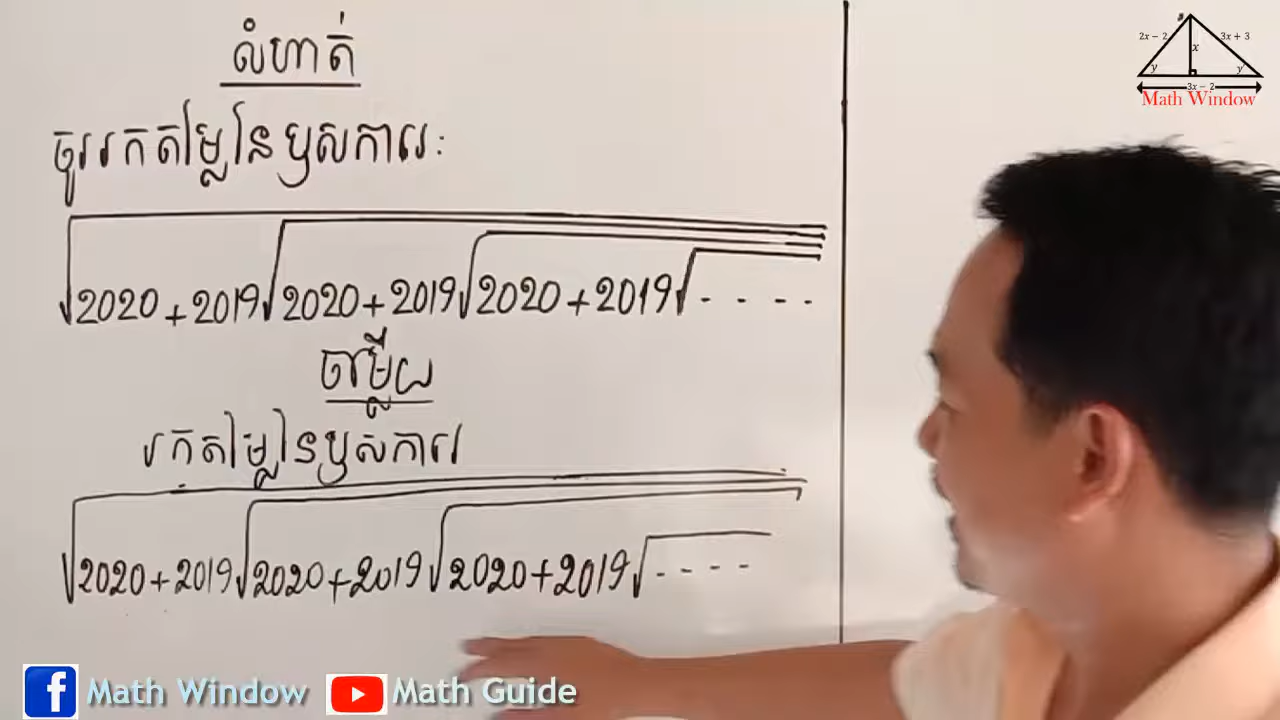 លំហាត់
ចូររកតម្លៃនៃឫសការេ:
√2020+2019√2020+2019√2020+2019√- - - -
ចម្លើយ
រកតម្លៃនៃឫសការេ
√2020+2019√2020+2019√2020+2019√- - - -
2x − 2
x
3x + 3
y
y
3x − 2
Math Window
Math Window
Math Guide